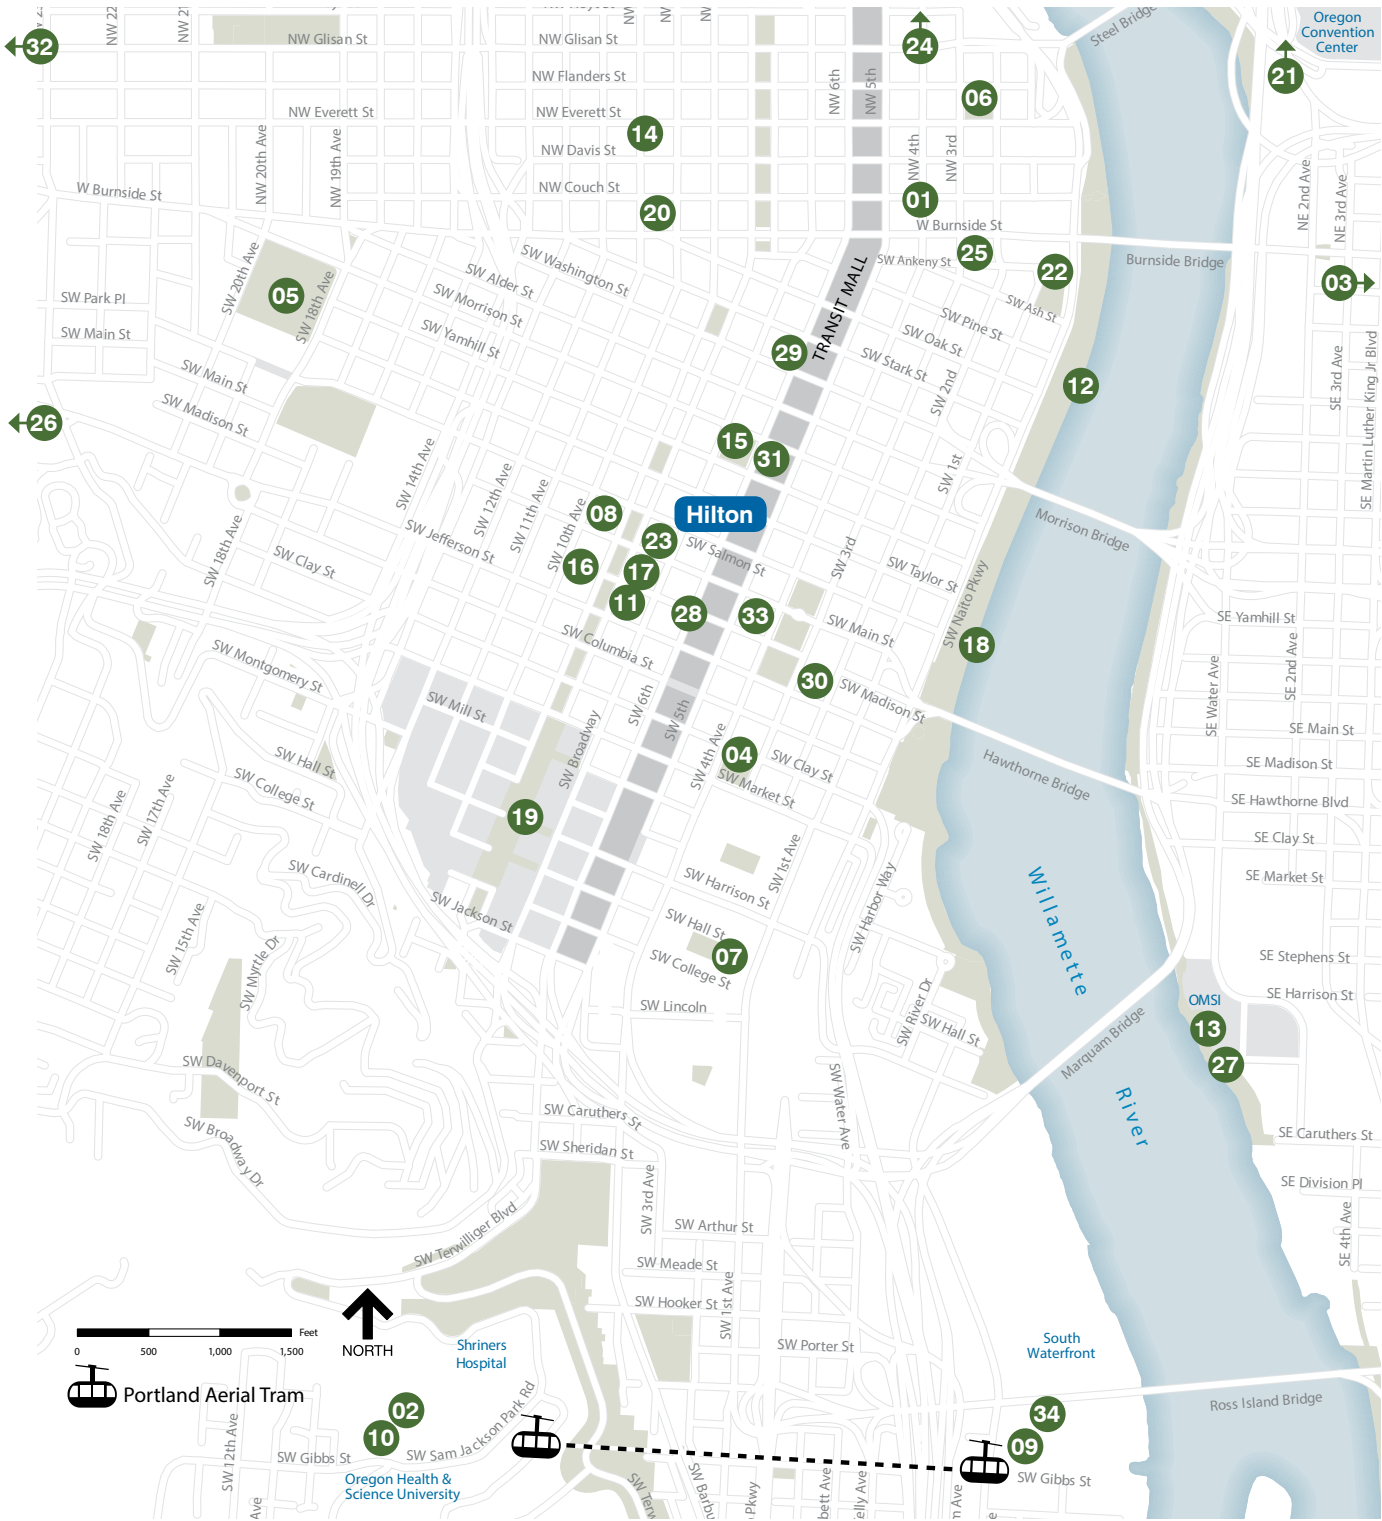 Steel Bridge
Oregon
Convention
Center
NW 22
NW 21
NW Glisan St
NW Glisan St
32
24
21
NW Flanders St
NW 6th
NW 5th
06
NW Everett St
NW Everett St
14
NW Davis St
NW 20th Ave
NW 19th Ave
NW 4th
NW 3rd
W Burnside St
NW Couch St
20
01
W Burnside St
NE 2nd Ave
NE 3rd Ave
SW Washington St
SW Ankeny St
25
22
Burnside Bridge
03
SW 20th Ave
05
SW 18th Ave
SW Alder St
SW Morrison St
SW Yamhill St
SW Park Pl
SW Main St
TRANSIT MALL
SW Ash St
SW Pine St
SW Oak St
SW Stark St
29
SW 2nd
12
SE 3rd Ave
SE Martin Luther King Jr Blvd
SW Main St
SW Madison St
26
15
31
SW 1st
SW 14th Ave
SW 12th Ave
SW 11th Ave
SW 10th Ave
08
Hilton
23
16
17
11
28
33
SW Salmon St
SW 3rd
SW Taylor St
SW Naito Pkwy
Morrison Bridge
SW Jefferson St
SW Clay St
SW 18th Ave
SW Columbia St
SW Main St
18
SE Yamhill St
SE 2nd Ave
SE Water Ave
SW Montgomery St
30
SW Madison St
SW Mill St
SW 6th
SW 5th
SW Broadway
SW 4th Ave
04
SW Clay St
SW Market St
Hawthorne Bridge
SE Main St
SE Madison St
SE Hawthorne Blvd
SE Clay St
SE Market St
SW Hall St
SW College St
SW 18th Ave
SW 17th Ave
19
SW Cardinell Dr
SW Jackson St
SW Harrison St
SW 1st Ave
SW Harbor Way
SW Hall St
07
SW College St
SW Lincoln
Willamette
River
SW 15th Ave
SW Myrtle Dr
SW River Dr
SW Hall St
Marquam Bridge
SE Stephens St
SE Harrison St
OMSI
13
27
SW Davenport St
SW Broadway Dr
SW Water Ave
SW Caruthers St
SW Sheridan St
SE Caruthers St
SE Division Pl
SE 4th Ave
SW 3rd Ave
SW Terwilliger Blvd
SW Arthur St
SW Meade St
SW Hooker St
SW 1st Ave
SW Porter St
Feet
0 500 1,000 1,500
NORTH
Portland Aerial Tram
Shriners
Hospital
South
Waterfront
Ross Island Bridge
02
10
34
09
SW 12th Ave
SW Gibbs St
SW Sam Jackson Park Rd
SW Gibbs St
Oregon Health &
Science University
Ave
SW Terw
SW Barbu
Pkwy
Ave
Ave